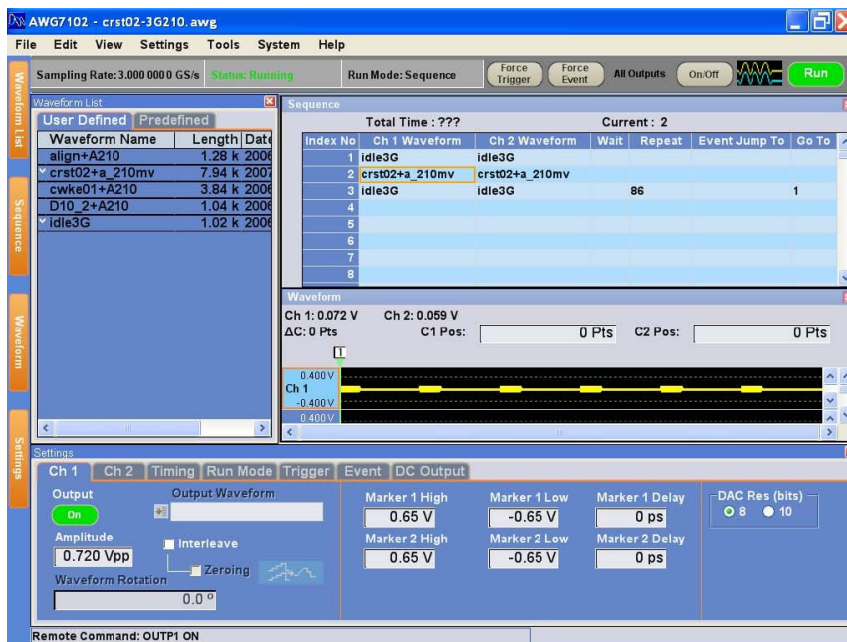 AWG7102 - crst02-3G210.awg
File Edit View Settings Tools System Help
Sampling Rate: 3.000 000 0 GS/s Status: Running Run Mode: Sequence Force Trigger Force Event All Outputs On/Off Run
Waveform List
Sequence
Waveform
Settings
Waveform List
User Defined Predefined
Waveform Name Length Date
align+A210 1.28 k 2006
crst02+a_210mv 7.94 k 2007
cwke01+A210 3.84 k 2006
D10_2+A210 1.04 k 2006
idle3G 1.02 k 2006
Sequence
Total Time : ??? Current : 2
Index No Ch 1 Waveform Ch 2 Waveform Wait Repeat Event Jump To Go To
1 idle3G idle3G
2 crst02+a_210mv crst02+a_210mv
3 idle3G idle3G 86 1
4
5
6
7
8
Waveform
Ch 1: 0.072 V Ch 2: 0.059 V
ΔC: 0 Pts C1 Pos: 0 Pts C2 Pos: 0 Pts
1
0.400 V
Ch 1
-0.400 V
0.400 V
Settings
Ch 1 Ch 2 Timing Run Mode Trigger Event DC Output
Output
On
Output Waveform
Amplitude
0.720 Vpp
Interleave
Zeroing
Waveform Rotation
0.0 º
Marker 1 High Marker 1 Low Marker 1 Delay
0.65 V -0.65 V 0 ps
Marker 2 High Marker 2 Low Marker 2 Delay
0.65 V -0.65 V 0 ps
DAC Res (bits)
8 10
Remote Command: OUTP1 ON